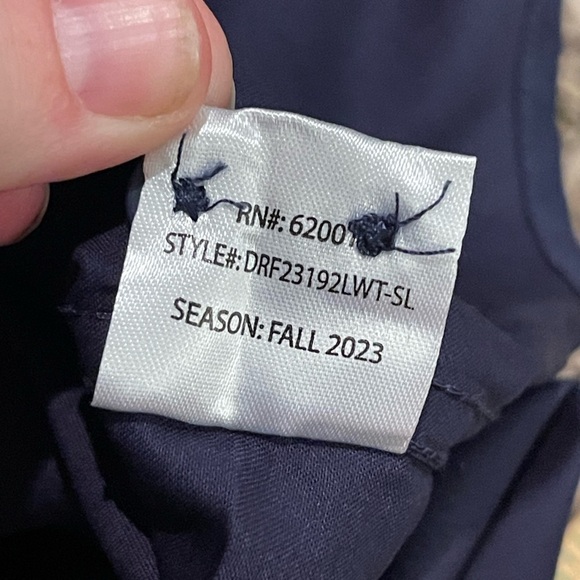 RN#: 6200
STYLE#: DRF23192LWT-SL
SEASON: FALL 2023